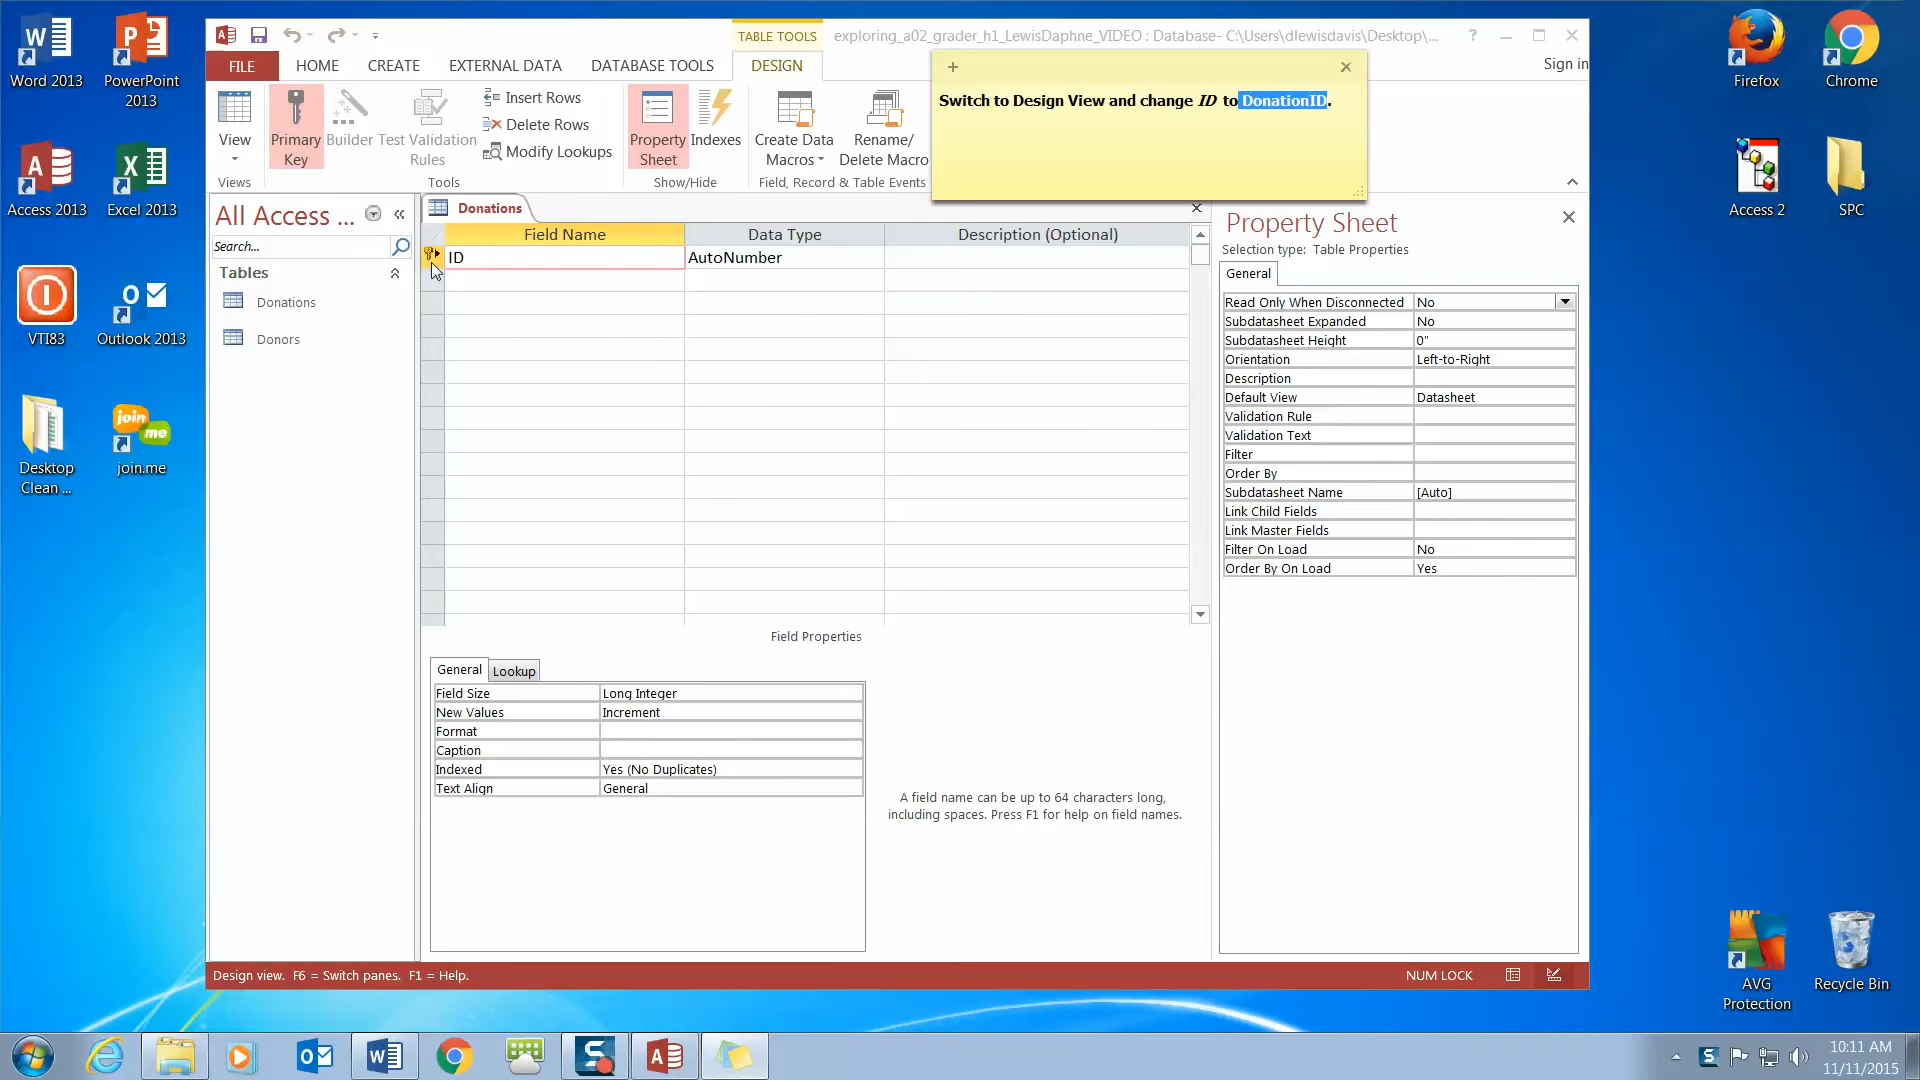 Word 2013
PowerPoint
2013
Access 2013
Excel 2013
VTI83
Outlook 2013
Desktop
Clean ...
join.me
join
me
Firefox
Chrome
Access 2
SPC
AVG
Protection
Recycle Bin
TABLE TOOLS
exploring_a02_grader_h1_LewisDaphne_VIDEO : Database- C:\Users\dlewisdavis\Desktop\...
FILE HOME CREATE EXTERNAL DATA DATABASE TOOLS DESIGN
Sign in
View
Primary
Key
Builder
Test Validation
Rules
Insert Rows
Delete Rows
Modify Lookups
Property
Sheet
Indexes
Create Data
Macros
Rename/
Delete Macro
Views
Tools
Show/Hide
Field, Record & Table Events
Switch to Design View and change ID to DonationID.
All Access ...
Search...
Tables
Donations
Donors
Donations
Field Name Data Type Description (Optional)
ID AutoNumber
Field Properties
General Lookup
Field Size Long Integer
New Values Increment
Format
Caption
Indexed Yes (No Duplicates)
Text Align General
A field name can be up to 64 characters long,
including spaces. Press F1 for help on field names.
Property Sheet
Selection type: Table Properties
General
Read Only When Disconnected No
Subdatasheet Expanded No
Subdatasheet Height 0"
Orientation Left-to-Right
Description
Default View Datasheet
Validation Rule
Validation Text
Filter
Order By
Subdatasheet Name [Auto]
Link Child Fields
Link Master Fields
Filter On Load No
Order By On Load Yes
Design view. F6 = Switch panes. F1 = Help.
NUM LOCK
10:11 AM
11/11/2015